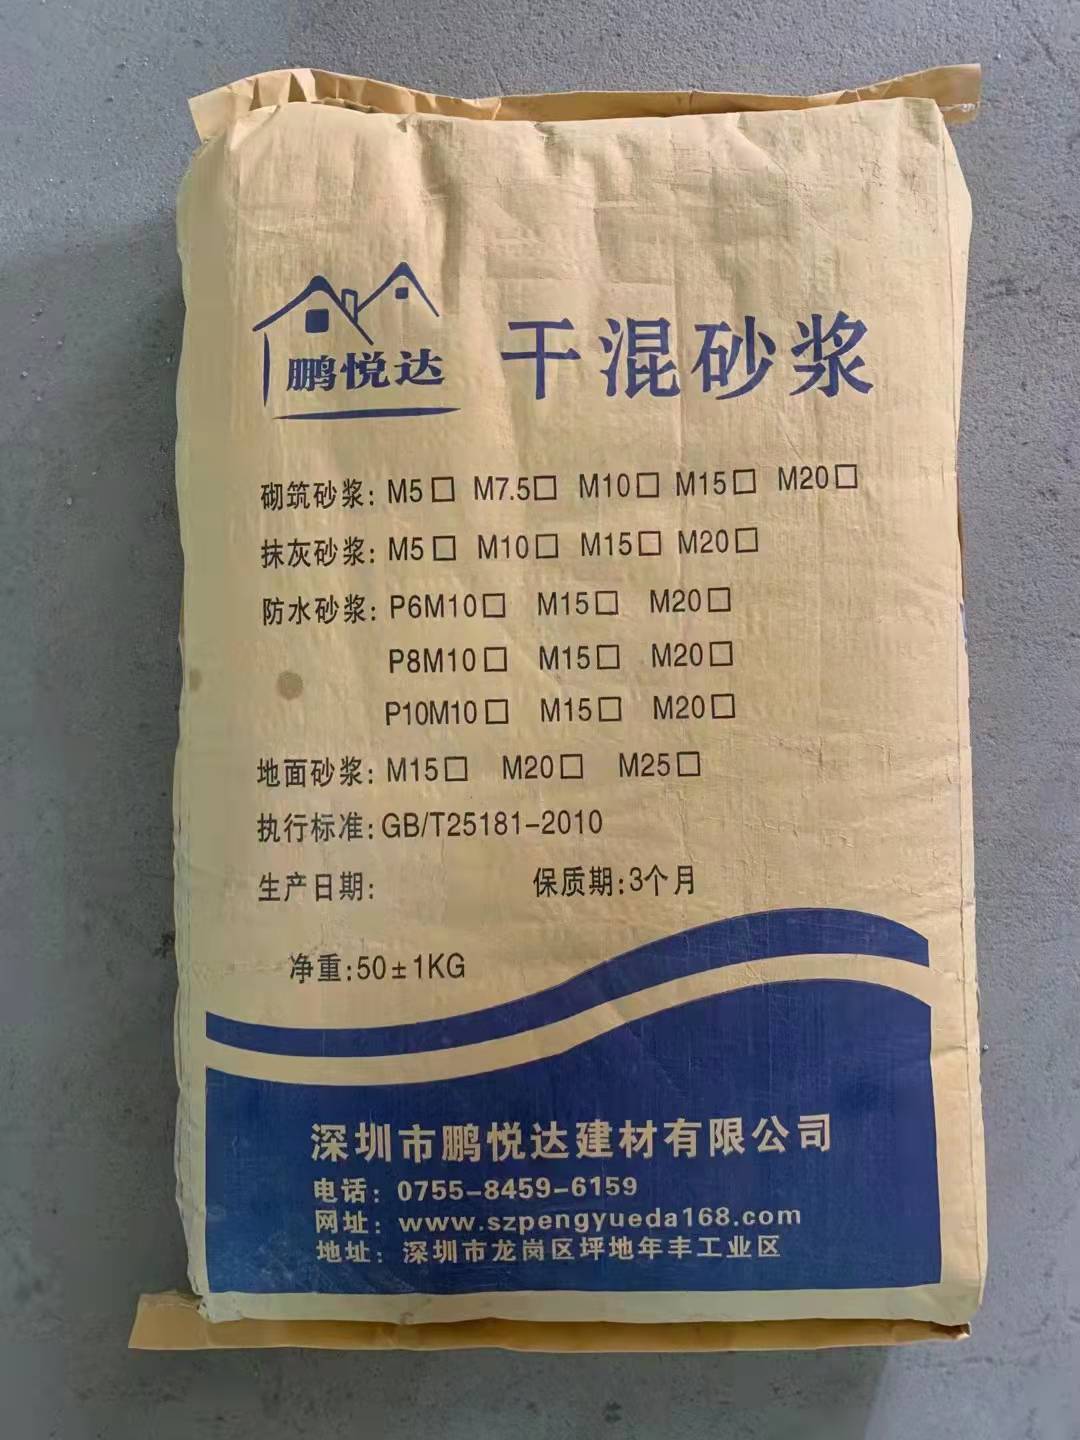 鹏悦达 干混砂浆
砌筑砂浆: M5□ M7.5□ M10□ M15□ M20□
抹灰砂浆: M5□ M10□ M15□ M20□
防水砂浆: P6M10□ M15□ M20□
P8M10□ M15□ M20□
P10M10□ M15□ M20□
地面砂浆: M15□ M20□ M25□
执行标准: GB/T25181-2010
生产日期: 保质期:3个月
净重:50±1KG
深圳市鹏悦达建材有限公司
电话: 0755-8459-6159
网址: www.szpengyueda168.com
地址: 深圳市龙岗区坪地年丰工业区